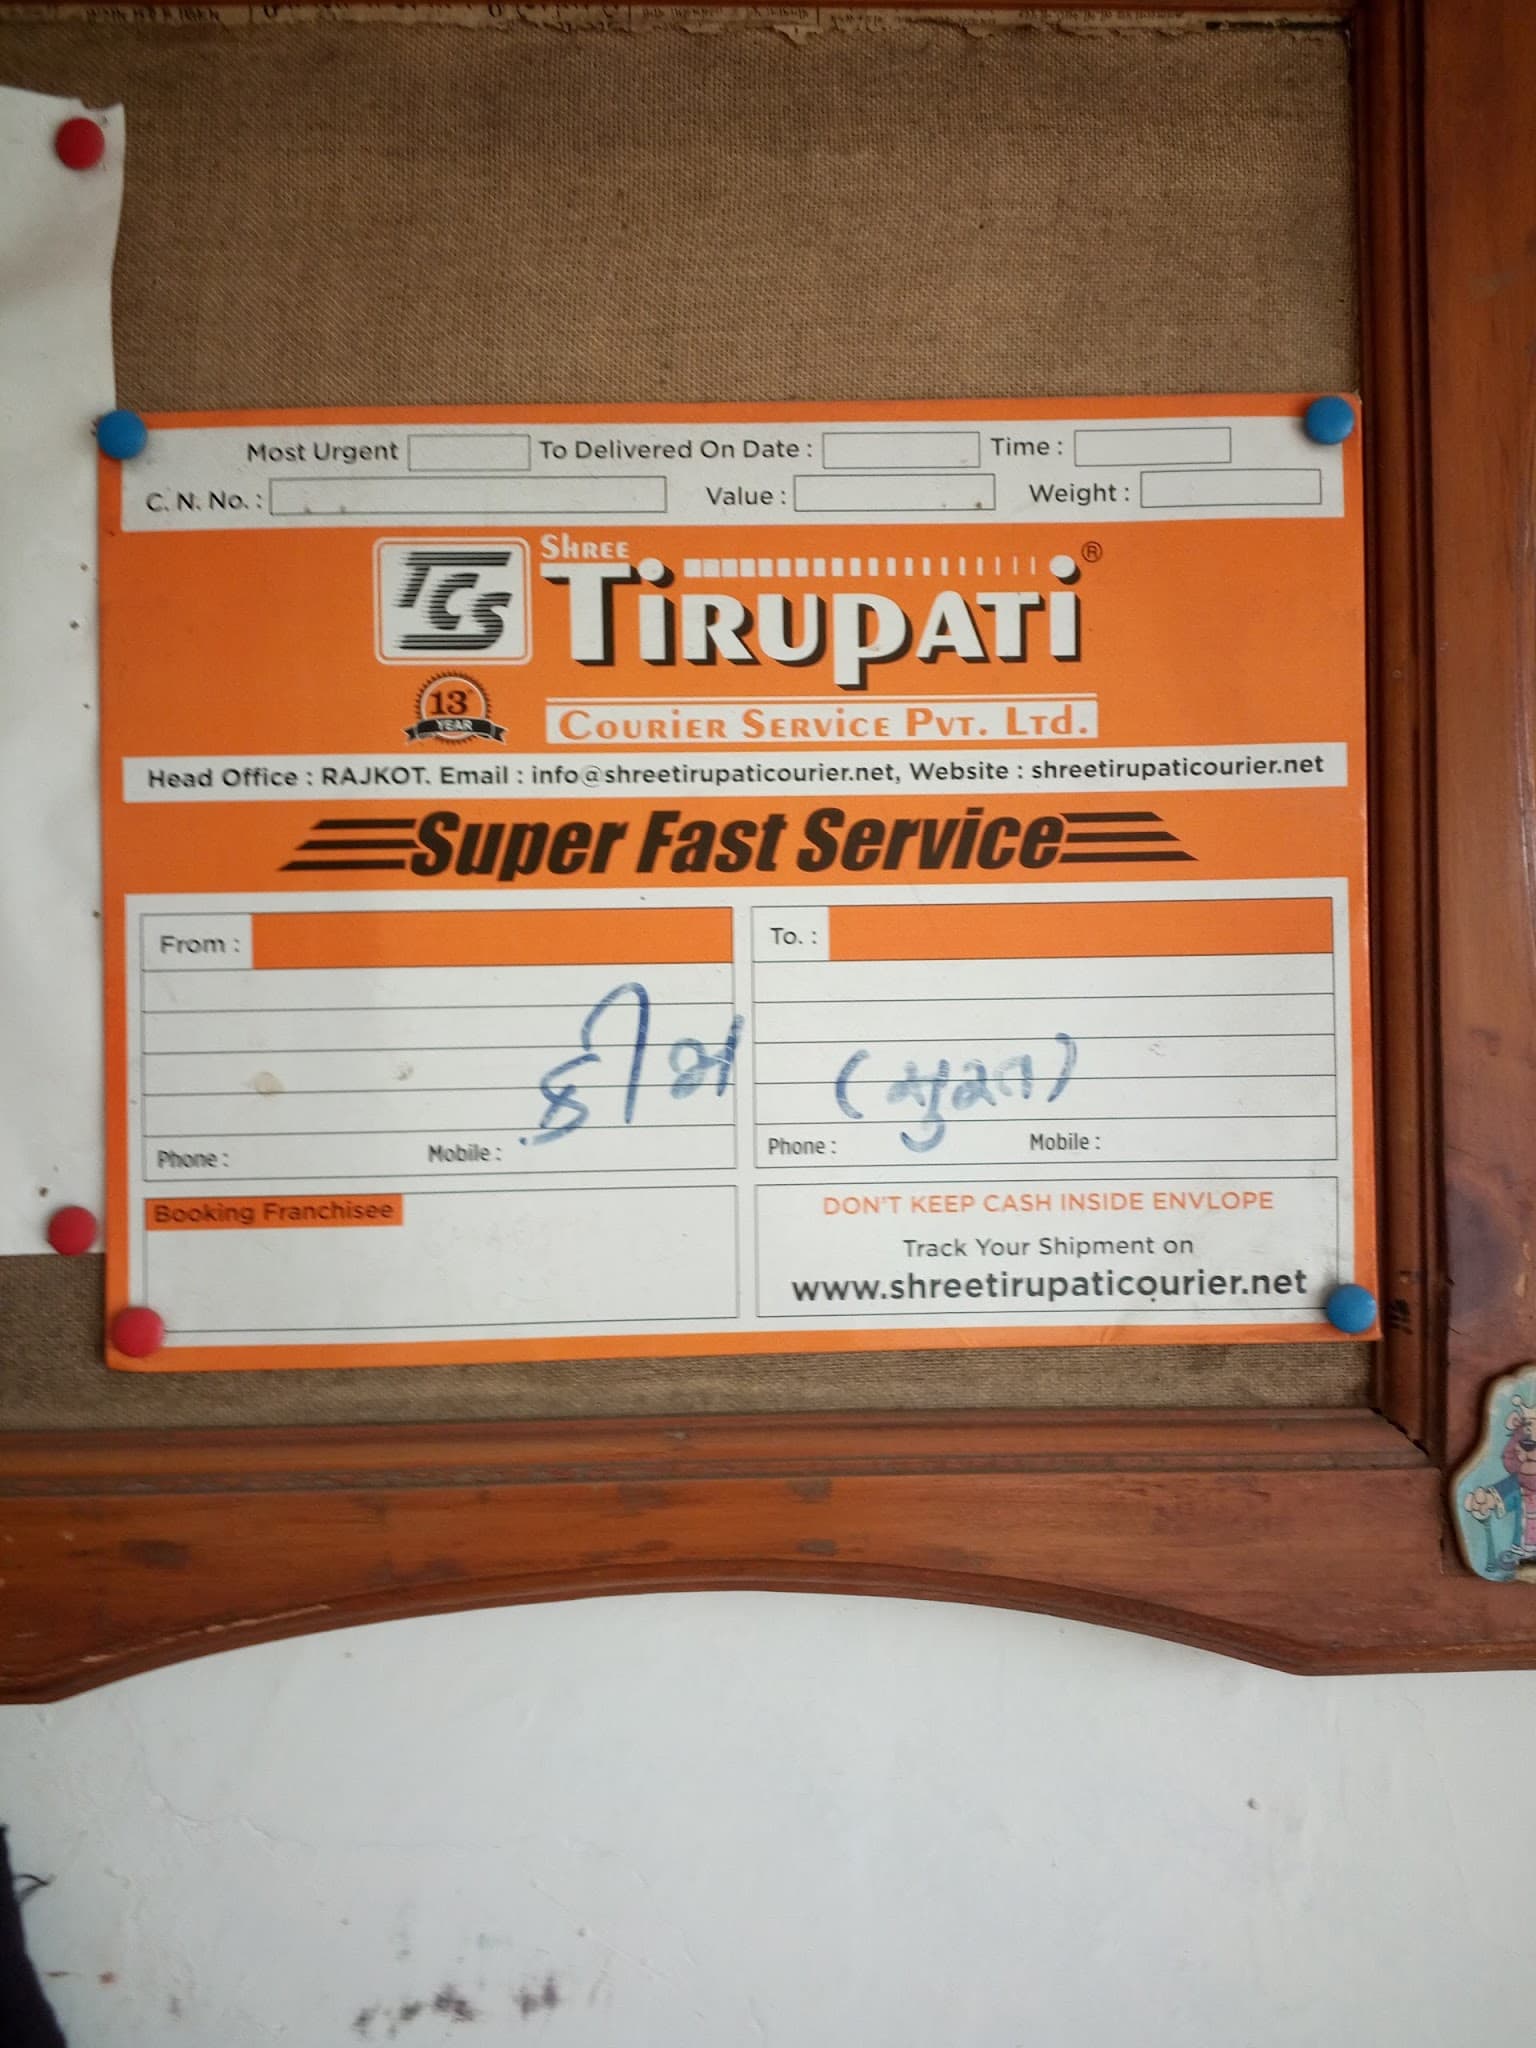 Most Urgent To Delivered On Date : Time :
C. N. No. : Value : Weight :
TCS
SHREE
TIRUPATI ®
13
YEAR
COURIER SERVICE PVT. LTD.
Head Office : RAJKOT. Email : info@shreetirupaticourier.net, Website : shreetirupaticourier.net
Super Fast Service
From :
To. :
(સુરત)
Phone : Mobile :
Phone : Mobile :
Booking Franchisee
DON'T KEEP CASH INSIDE ENVLOPE
Track Your Shipment on
www.shreetirupaticourier.net